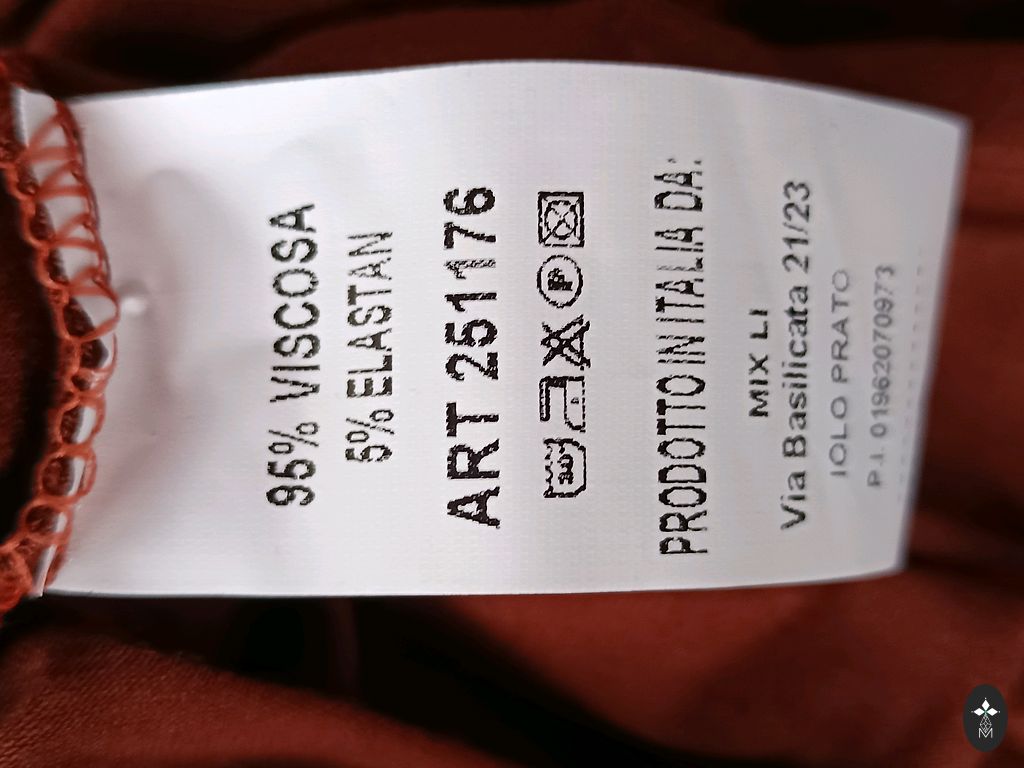 95% VISCOSA
5% ELASTAN
ART 251176
30 P
PRODOTTO IN ITALIA DA:
MIX LI
Via Basilicata 21/23
IOLO PRATO
P.I. 01962070973
M